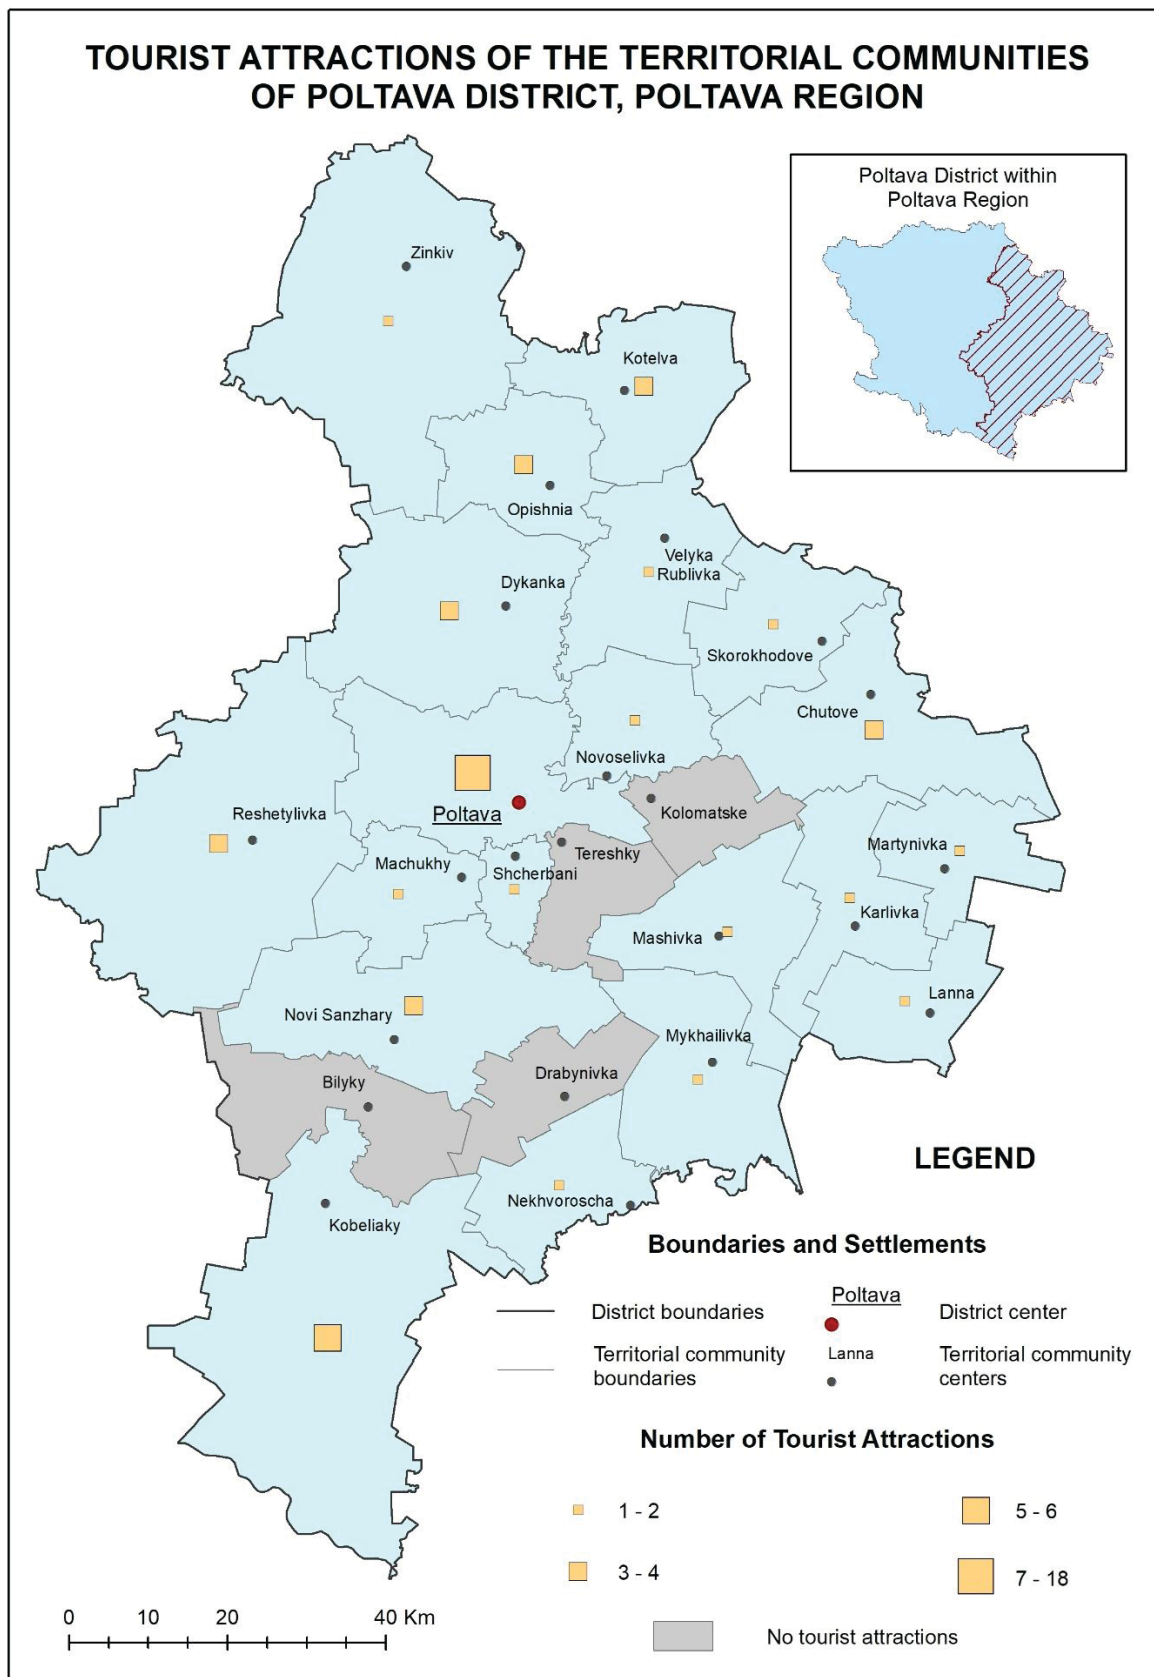 TOURIST ATTRACTIONS OF THE TERRITORIAL COMMUNITIES
OF POLTAVA DISTRICT, POLTAVA REGION
Poltava District within
Poltava Region
Zinkiv
Kotelva
Opishnia
Velyka
Rublivka
Dykanka
Skorokhodove
Chutove
Novoselivka
Kolomatske
Poltava
Reshetylivka
Tereshky
Martynivka
Machukhy
Shcherbani
Karlivka
Mashivka
Lanna
Novi Sanzhary
Mykhailivka
Drabynivka
Bilyky
Nekhvoroscha
Kobeliaky
LEGEND
Boundaries and Settlements
District boundaries
Poltava
District center
Territorial community
boundaries
Lanna
Territorial community
centers
Number of Tourist Attractions
1 - 2
5 - 6
3 - 4
7 - 18
No tourist attractions
0 10 20 40 Km